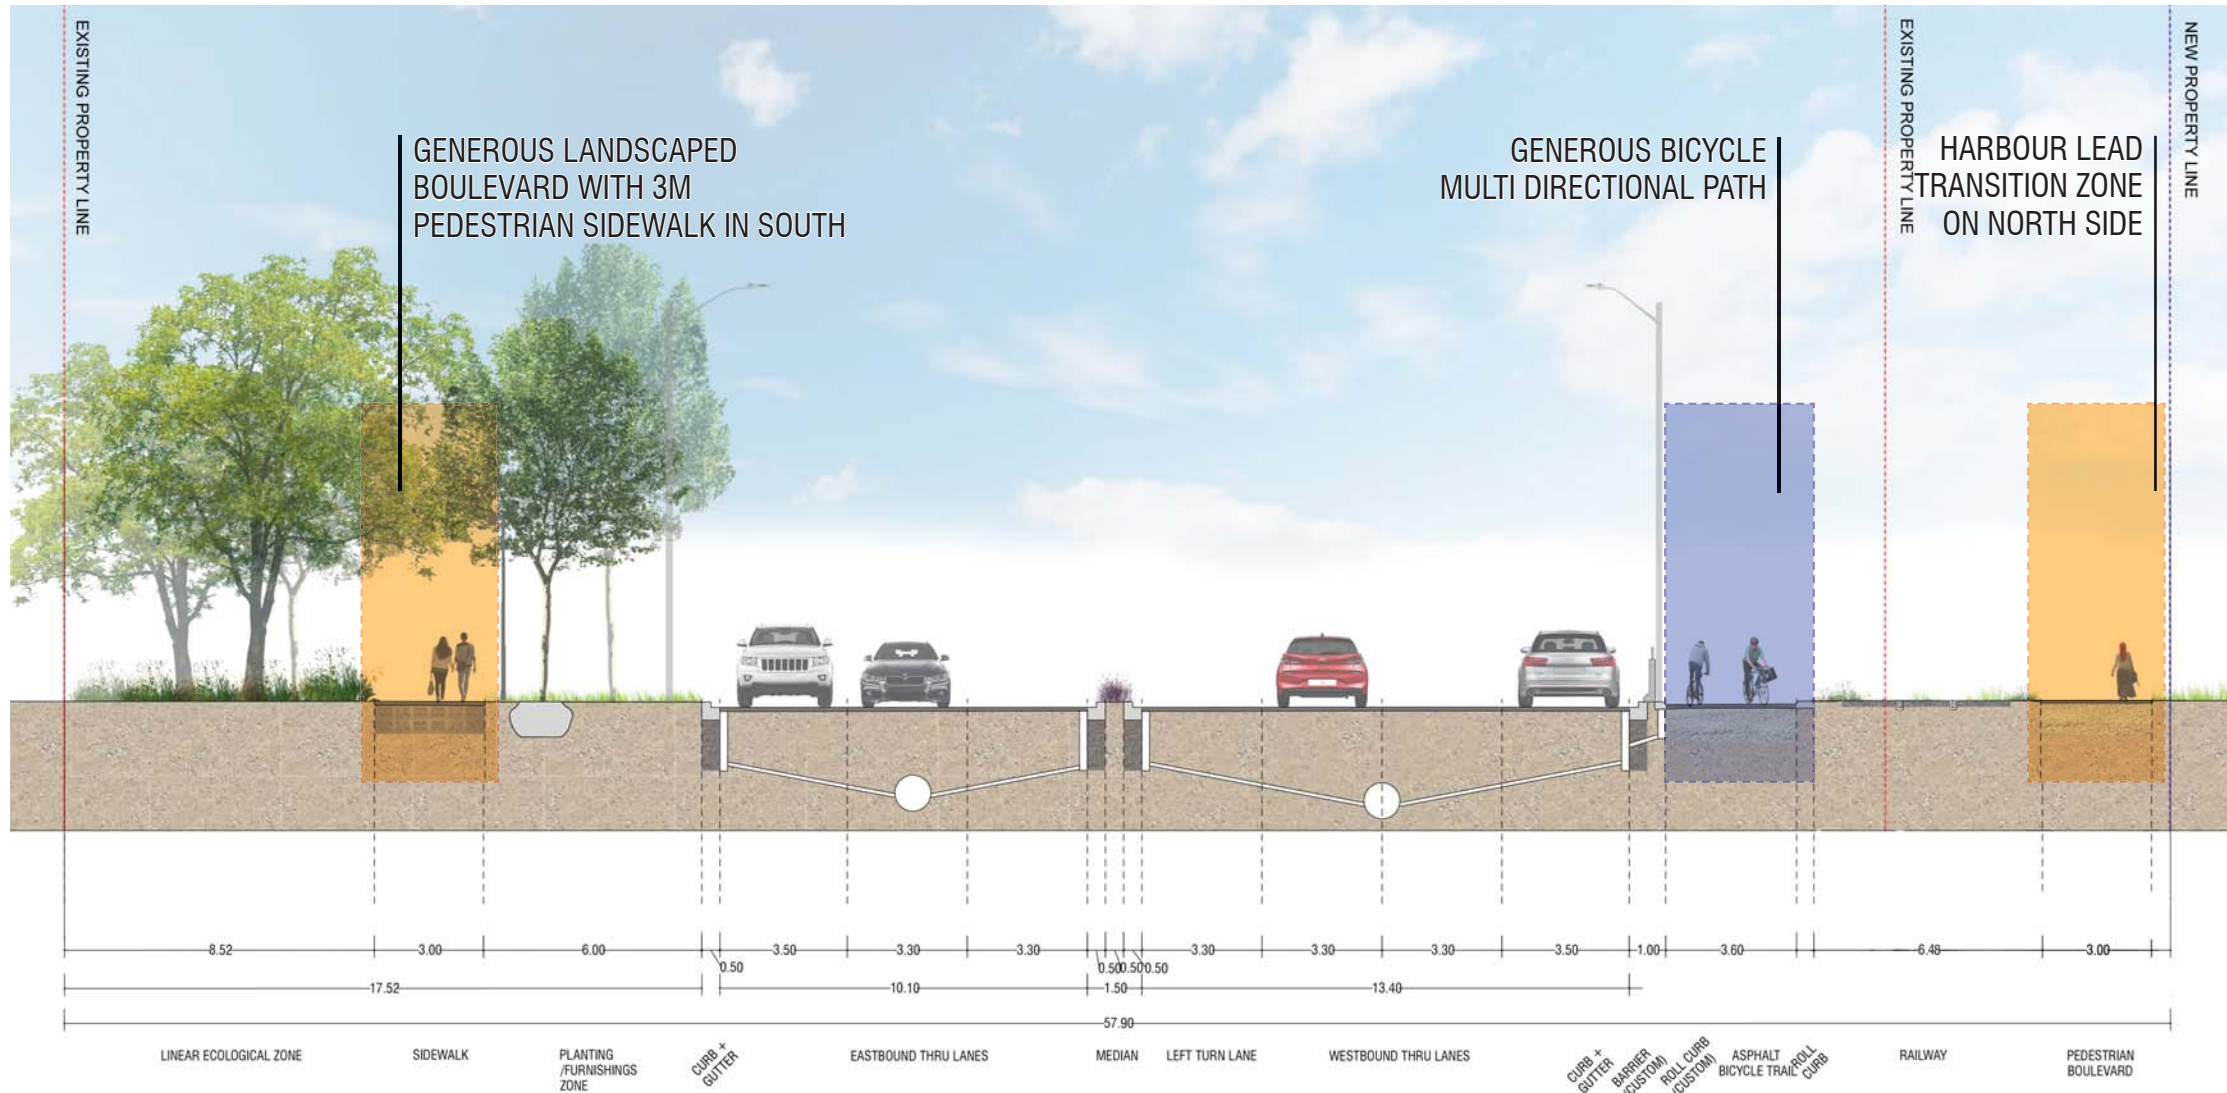 EXISTING PROPERTY LINE
GENEROUS LANDSCAPED
BOULEVARD WITH 3M
PEDESTRIAN SIDEWALK IN SOUTH
GENEROUS BICYCLE
MULTI DIRECTIONAL PATH
EXISTING PROPERTY LINE
HARBOUR LEAD
TRANSITION ZONE
ON NORTH SIDE
NEW PROPERTY LINE
8.52 3.00 6.00 3.50 3.30 3.30 3.30 3.30 3.30 3.50 1.00 3.60 6.48 3.00
0.50 0.50 0.50 0.50
17.52 10.10 1.50 13.40
57.90
LINEAR ECOLOGICAL ZONE
SIDEWALK
PLANTING
/FURNISHINGS
ZONE
CURB +
GUTTER
EASTBOUND THRU LANES
MEDIAN
LEFT TURN LANE
WESTBOUND THRU LANES
CURB +
GUTTER
BARRIER
(CUSTOM)
ROLL CURB
(CUSTOM)
ASPHALT
BICYCLE TRAIL
ROLL
CURB
RAILWAY
PEDESTRIAN
BOULEVARD